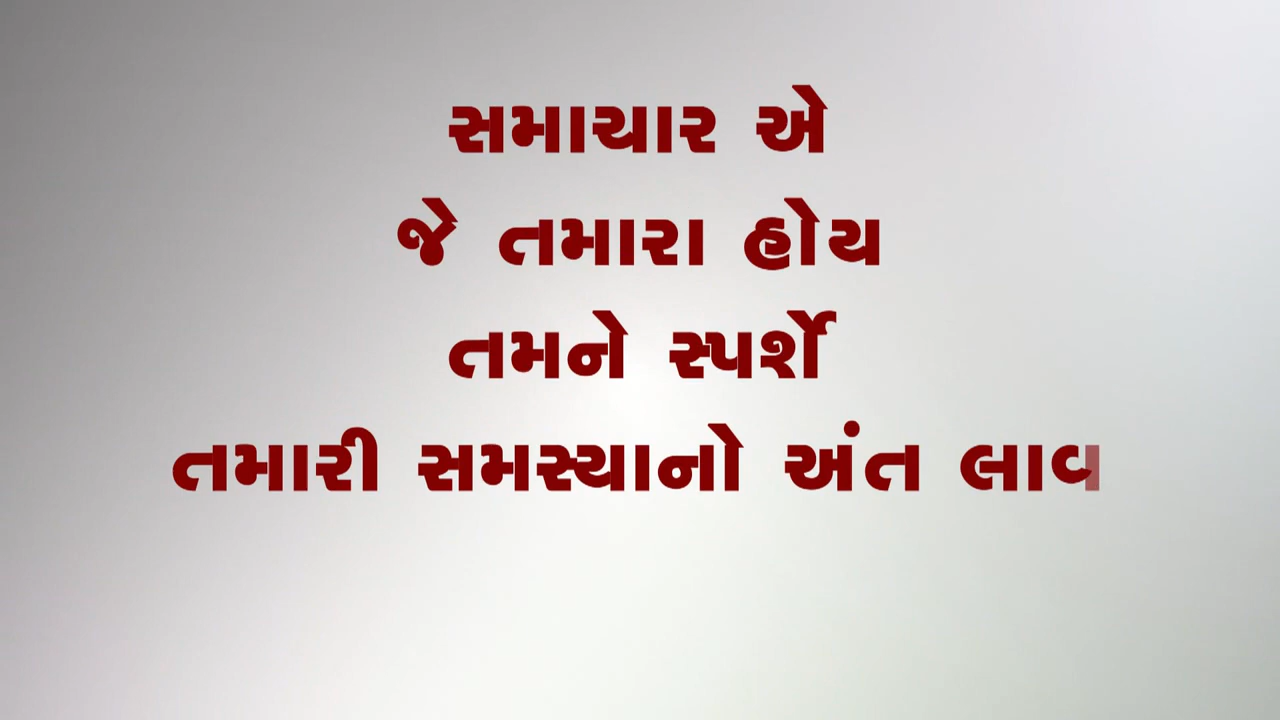 સમાચાર એ
જે તમારા હોય
તમને સ્પર્શે
તમારી સમસ્યાનો અંત લાવ